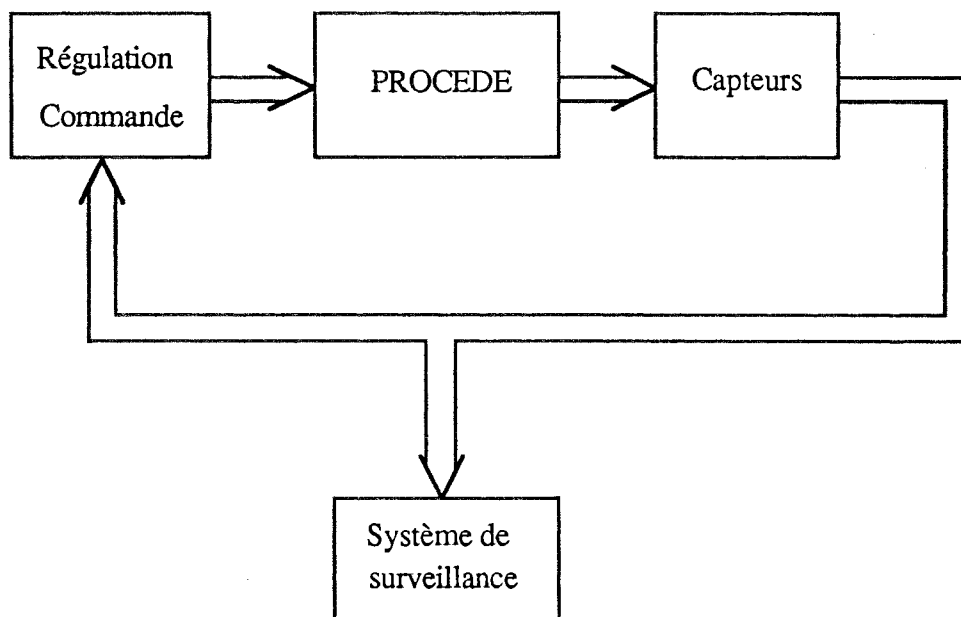 Régulation
Commande
PROCEDE
Capteurs
Système de
surveillance